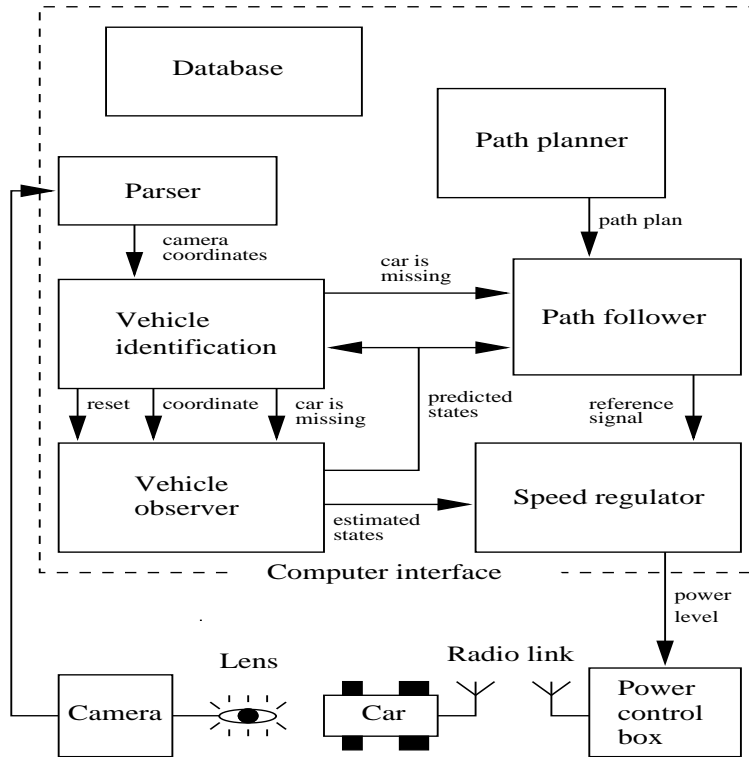 Database
Path planner
Parser
path plan
camera
coordinates
car is
missing
Vehicle
identification
Path follower
reset
coordinate
car is
missing
predicted
states
reference
signal
Vehicle
observer
Speed regulator
estimated
states
Computer interface
power
level
Lens
Radio link
Camera
Car
Power
control
box